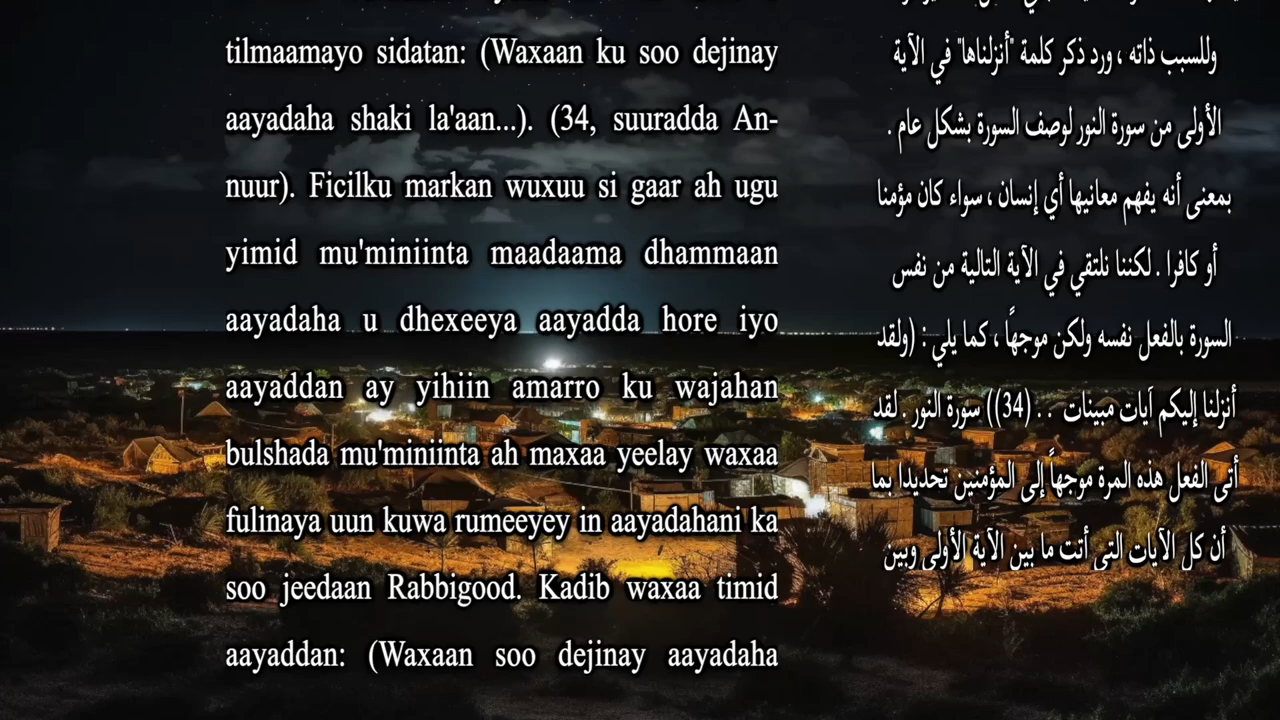 tilmaamayo sidatan: (Waxaan ku soo dejinay
aayadaha shaki la'aan...). (34, suuradda An-
nuur). Ficilku markan wuxuu si gaar ah ugu
yimid mu'miniinta maadaama dhammaan
aayadaha u dhexeeya aayadda hore iyo
aayaddan ay yihiin amarro ku wajahan
bulshada mu'miniinta ah maxaa yeelay waxaa
fulinaya uun kuwa rumeeyey in aayadahani ka
soo jeedaan Rabbigood. Kadib waxaa timid
aayaddan: (Waxaan soo dejinay aayadaha
وللسبب ذاته ، ورد ذكر كلمة "أنزلناها" في الآية
الأولى من سورة النور لوصف السورة بشكل عام .
بمعنى أنه يفهم معانيها أي إنسان ، سواء كان مؤمنا
أو كافرا . لكننا نلتقي في الآية التالية من نفس
السورة بالفعل نفسه ولكن موجهًا ، كما يلي : (ولقد
أنزلنا إليكم آيات مبينات . . (34)) سورة النور . لقد
أتى الفعل هذه المرة موجهاً إلى المؤمنين تحديدا بما
أن كل الآيات التي أتت ما بين الآية الأولى وبين